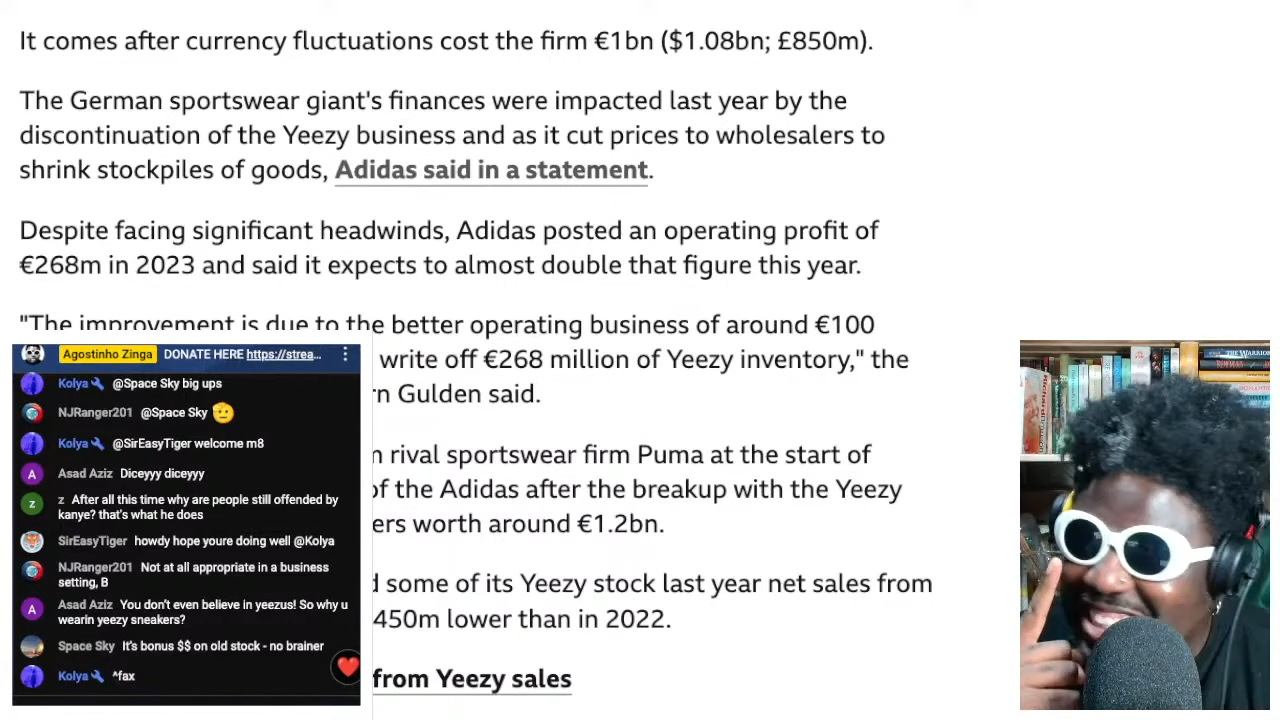 It comes after currency fluctuations cost the firm €1bn ($1.08bn; £850m).
The German sportswear giant's finances were impacted last year by the
discontinuation of the Yeezy business and as it cut prices to wholesalers to
shrink stockpiles of goods, Adidas said in a statement.
Despite facing significant headwinds, Adidas posted an operating profit of
€268m in 2023 and said it expects to almost double that figure this year.
"The improvement is due to the better operating business of around €100
write off €268 million of Yeezy inventory," the
Gulden said.
rival sportswear firm Puma at the start of
of the Adidas after the breakup with the Yeezy
worth around €1.2bn.
some of its Yeezy stock last year net sales from
450m lower than in 2022.
from Yeezy sales
Agostinho Zinga DONATE HERE https://strea...
Kolya @Space Sky big ups
NJRanger201 @Space Sky 🫡
Kolya @SirEasyTiger welcome m8
A Asad Aziz Diceyyy diceyyy
z z After all this time why are people still offended by
kanye? that's what he does
SirEasyTiger howdy hope youre doing well @Kolya
NJRanger201 Not at all appropriate in a business
setting, B
A Asad Aziz You don't even believe in yeezus! So why u
wearin yeezy sneakers?
Space Sky It's bonus $$ on old stock - no brainer
Kolya ^fax
THE WARRIOR